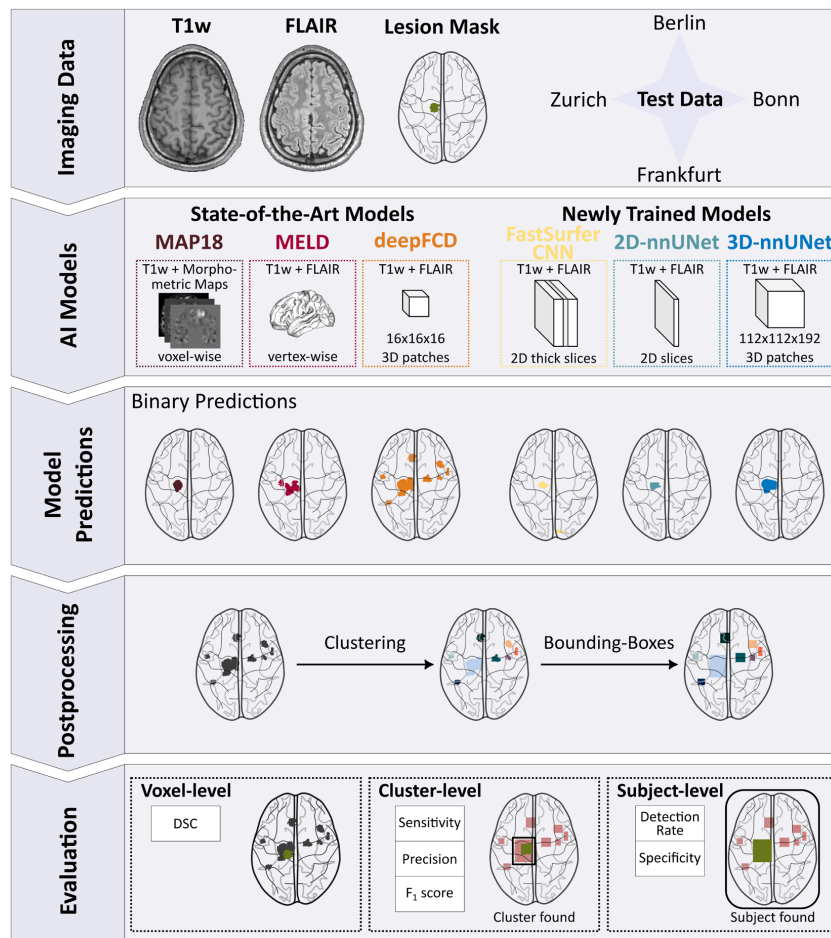 Imaging Data
T1w
FLAIR
Lesion Mask
Berlin
Zurich
Test Data
Bonn
Frankfurt
AI Models
State-of-the-Art Models
Newly Trained Models
MAP18
T1w + Morpho-
metric Maps
voxel-wise
MELD
T1w + FLAIR
vertex-wise
deepFCD
T1w + FLAIR
16x16x16
3D patches
FastSurfer
CNN
T1w + FLAIR
2D thick slices
2D-nnUNet
T1w + FLAIR
2D slices
3D-nnUNet
T1w + FLAIR
112x112x192
3D patches
Model
Predictions
Binary Predictions
Postprocessing
Clustering
Bounding-Boxes
Evaluation
Voxel-level
DSC
Cluster-level
Sensitivity
Precision
F₁ score
Cluster found
Subject-level
Detection
Rate
Specificity
Subject found